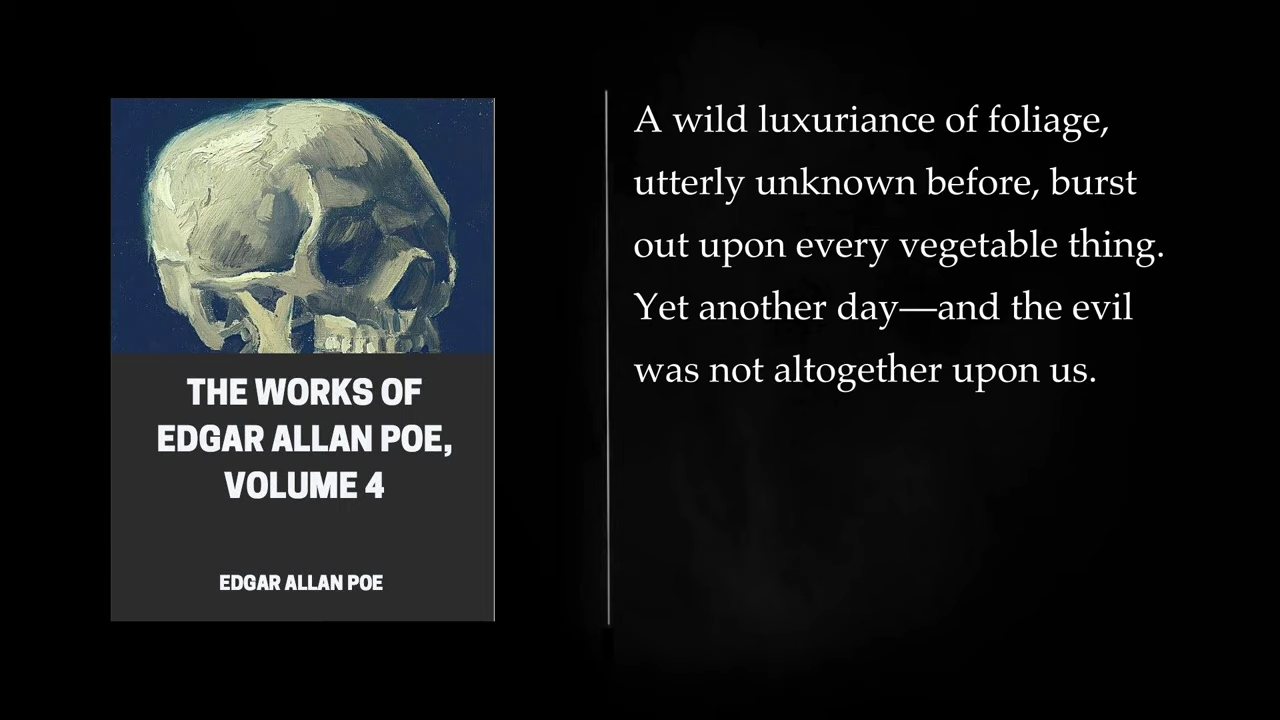 THE WORKS OF
EDGAR ALLAN POE,
VOLUME 4
EDGAR ALLAN POE
A wild luxuriance of foliage,
utterly unknown before, burst
out upon every vegetable thing.
Yet another day—and the evil
was not altogether upon us.